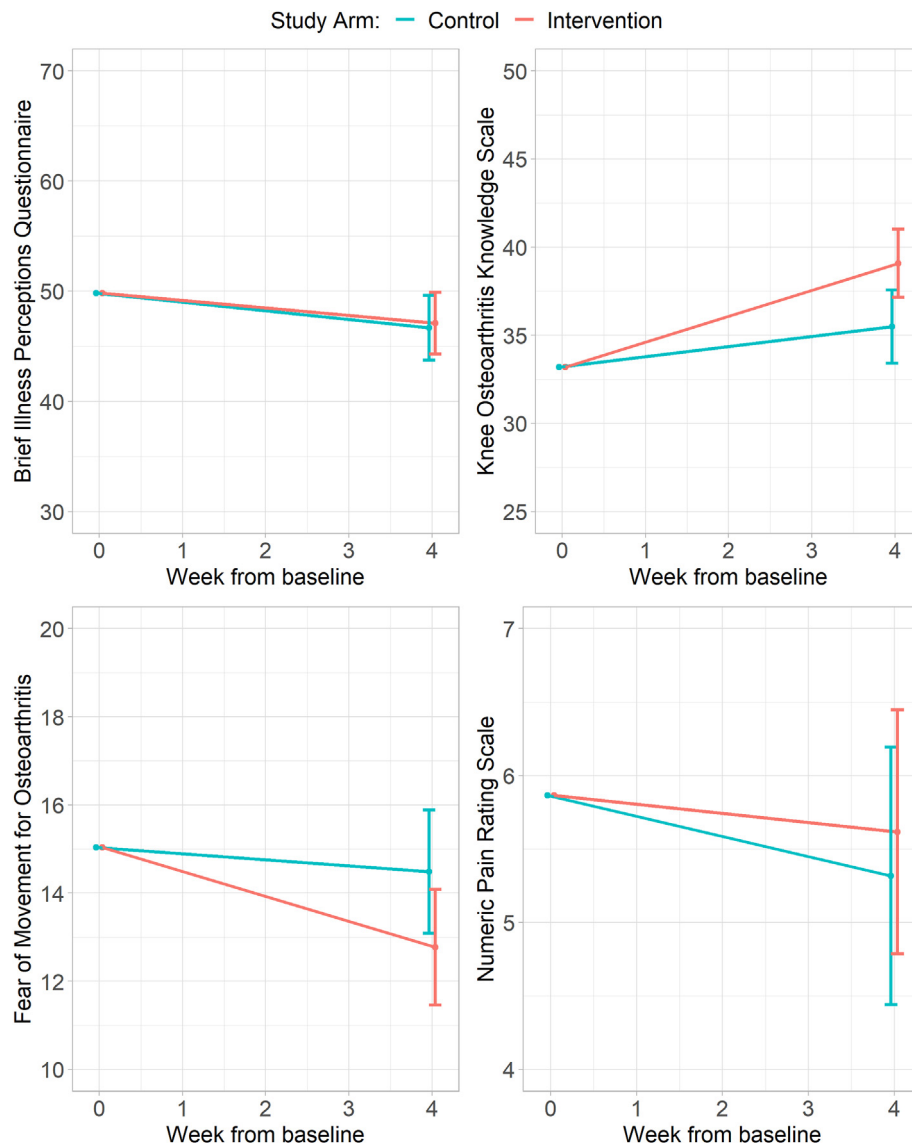 Study Arm: Control Intervention
Brief Illness Perceptions Questionnaire
70
60
50
40
30
0 1 2 3 4
Week from baseline
Knee Osteoarthritis Knowledge Scale
50
45
40
35
30
25
0 1 2 3 4
Week from baseline
Fear of Movement for Osteoarthritis
20
18
16
14
12
10
0 1 2 3 4
Week from baseline
Numeric Pain Rating Scale
7
6
5
4
0 1 2 3 4
Week from baseline